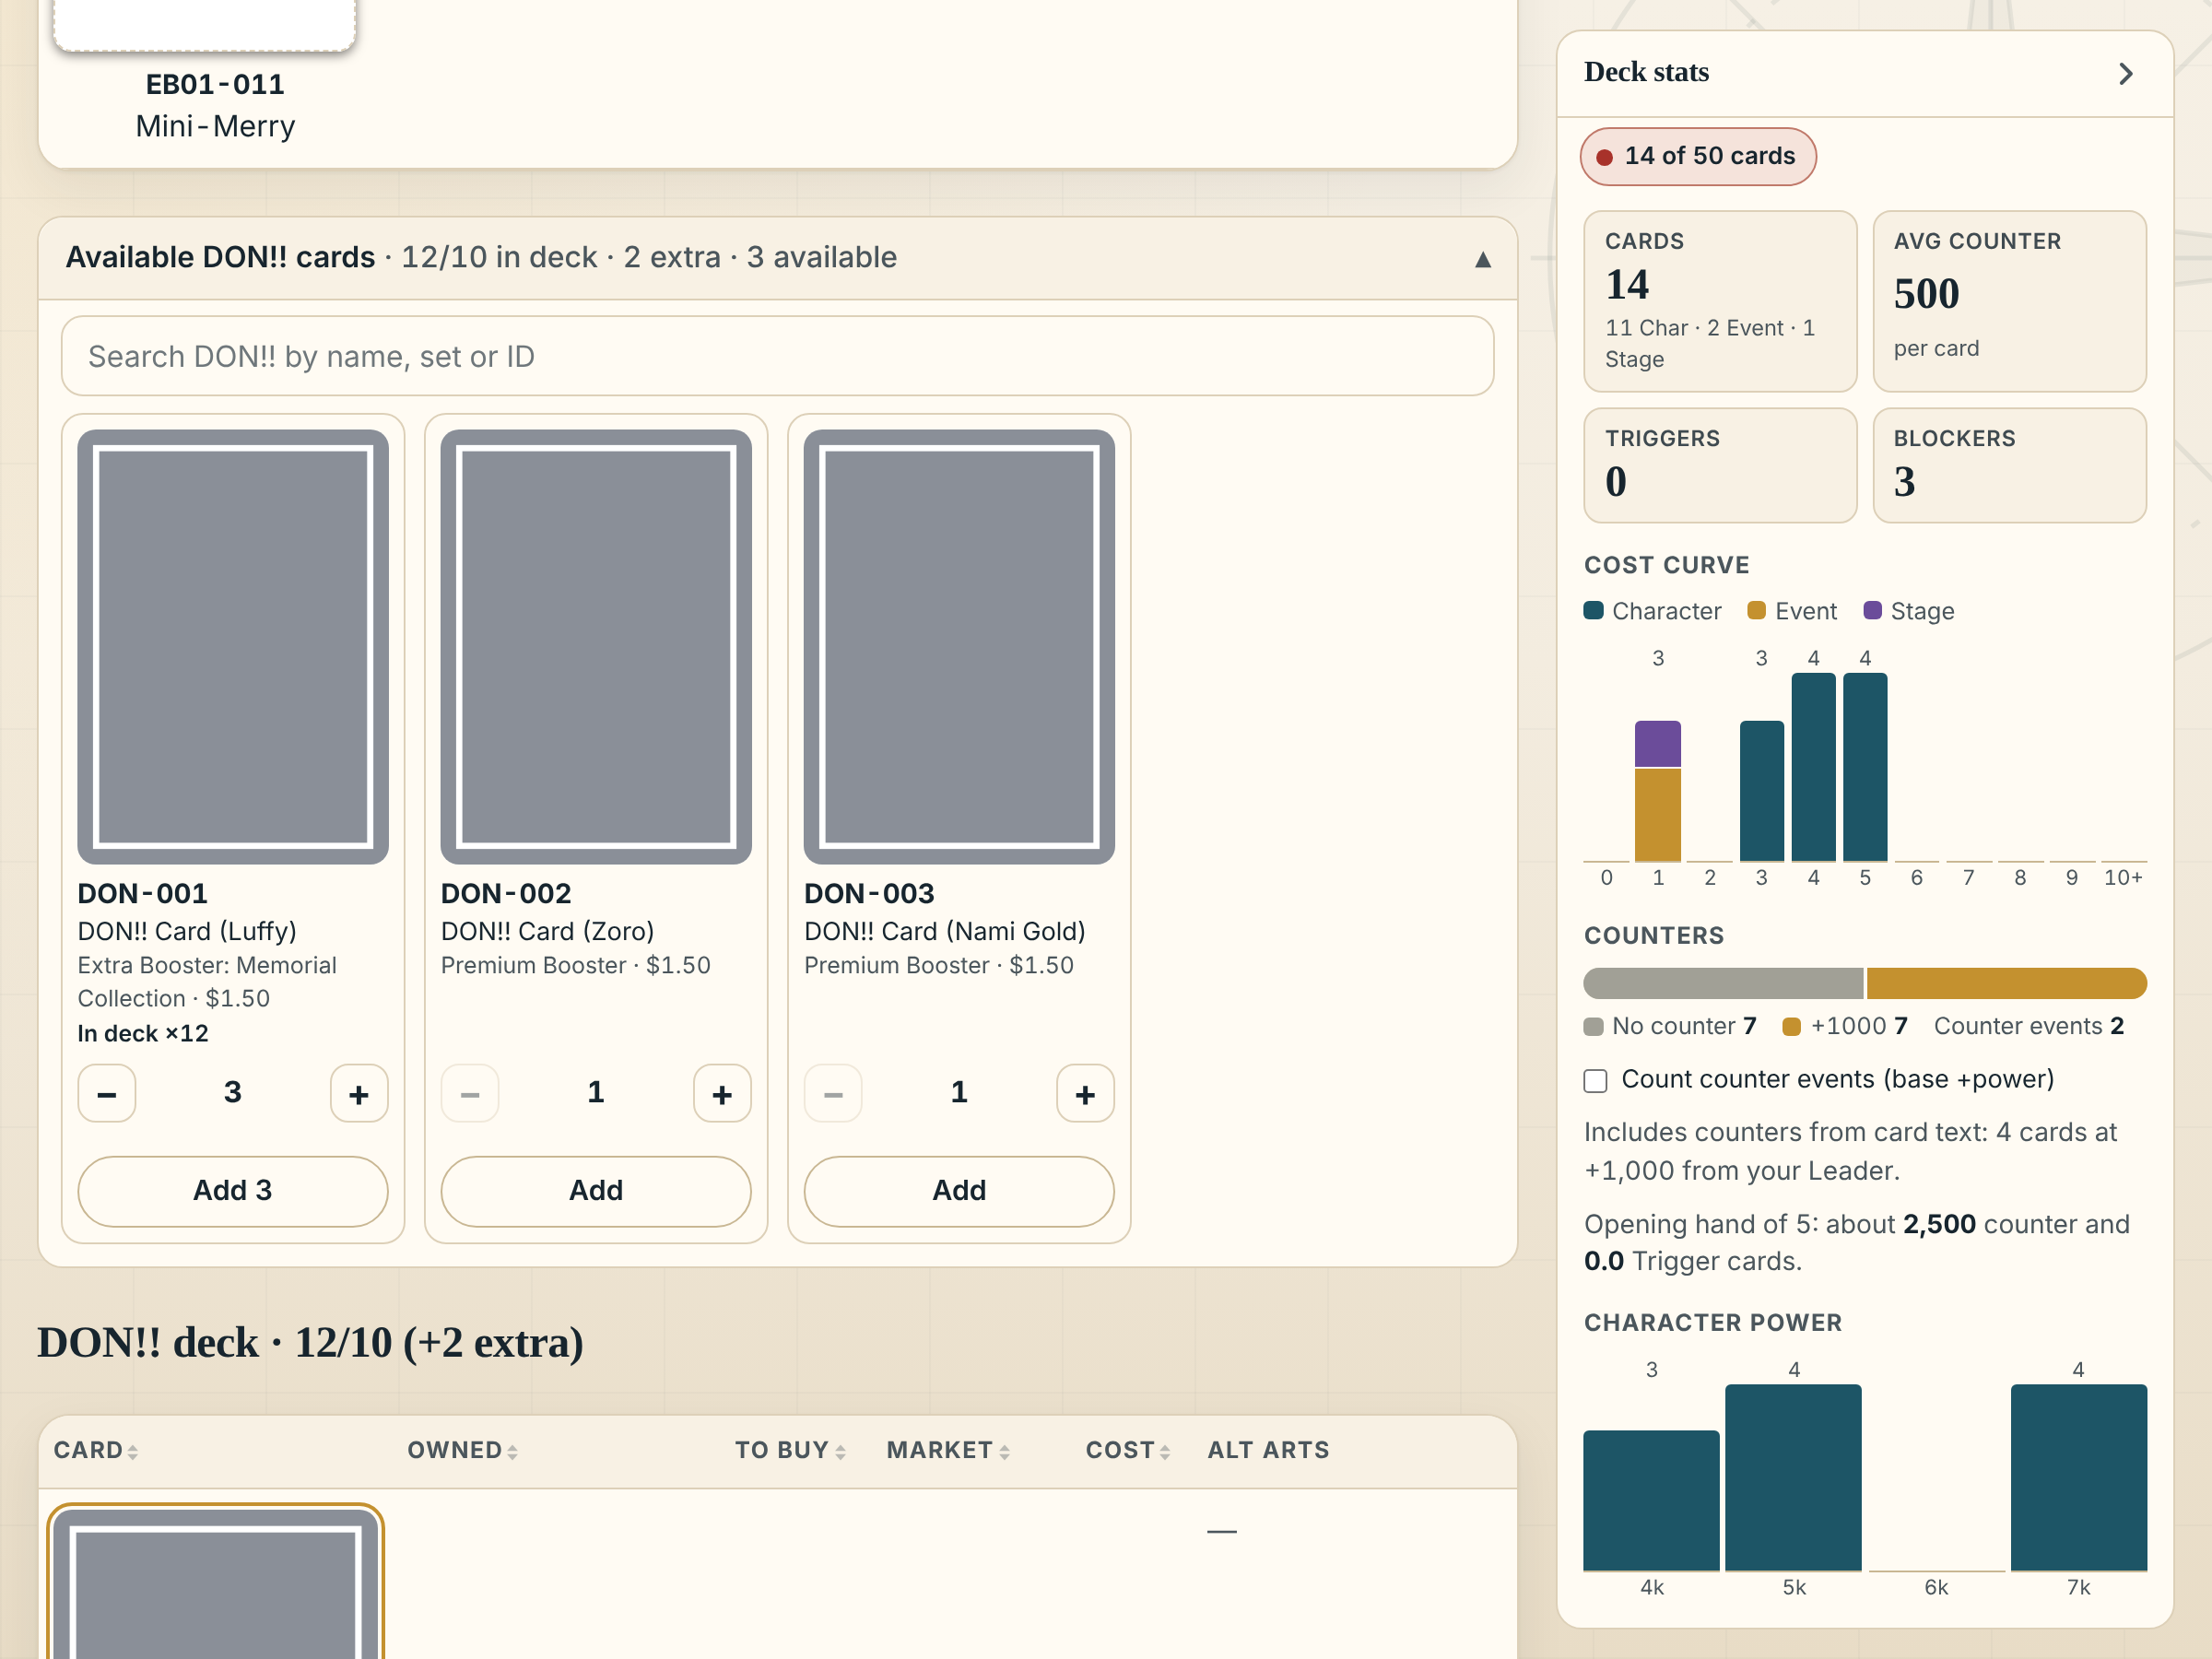 EB01-011
Mini-Merry
Available DON!! cards · 12/10 in deck · 2 extra · 3 available
Search DON!! by name, set or ID
DON-001
DON!! Card (Luffy)
Extra Booster: Memorial
Collection · $1.50
In deck ×12
− 3 +
Add 3
DON-002
DON!! Card (Zoro)
Premium Booster · $1.50
− 1 +
Add
DON-003
DON!! Card (Nami Gold)
Premium Booster · $1.50
− 1 +
Add
DON!! deck · 12/10 (+2 extra)
CARD OWNED TO BUY MARKET COST ALT ARTS
—
Deck stats
14 of 50 cards
CARDS
14
11 Char · 2 Event · 1
Stage
AVG COUNTER
500
per card
TRIGGERS
0
BLOCKERS
3
COST CURVE
Character Event Stage
3 3 4 4
0 1 2 3 4 5 6 7 8 9 10+
COUNTERS
No counter 7 +1000 7 Counter events 2
Count counter events (base +power)
Includes counters from card text: 4 cards at
+1,000 from your Leader.
Opening hand of 5: about 2,500 counter and
0.0 Trigger cards.
CHARACTER POWER
3 4 4
4k 5k 6k 7k